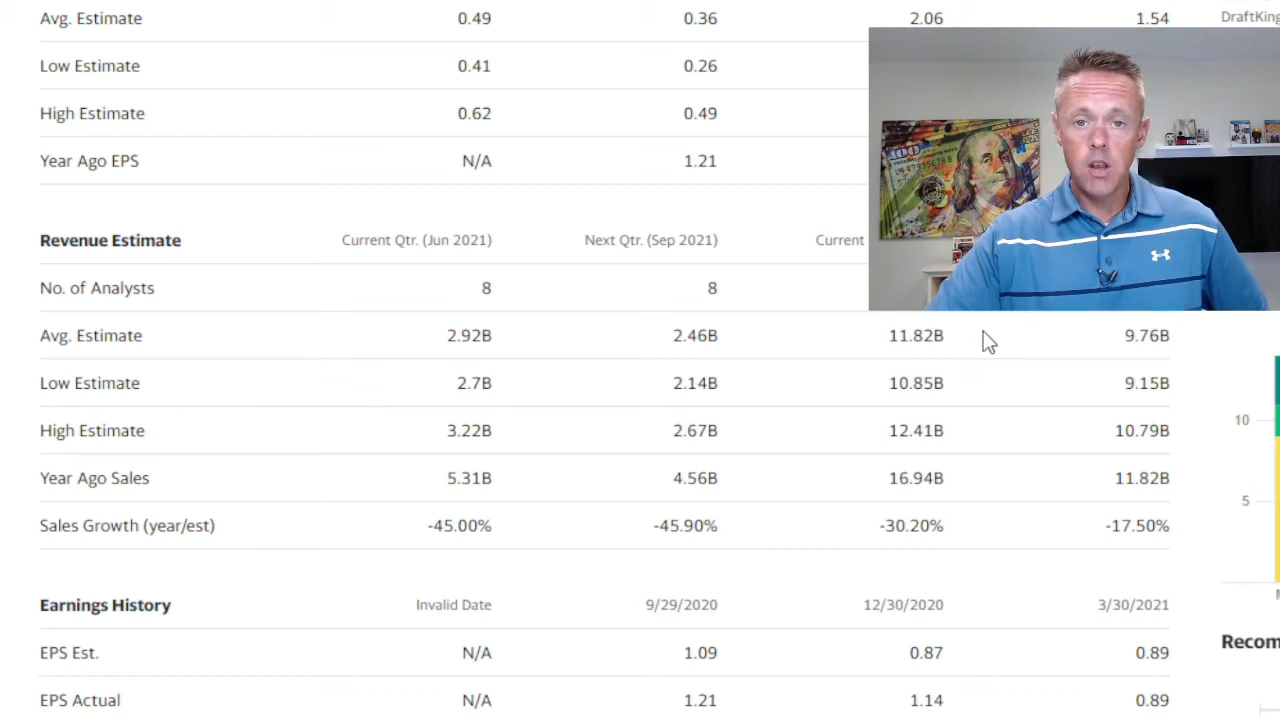 Avg. Estimate 0.49 0.36 2.06 1.54 DraftKing
Low Estimate 0.41 0.26
High Estimate 0.62 0.49
Year Ago EPS N/A 1.21
Revenue Estimate Current Qtr. (Jun 2021) Next Qtr. (Sep 2021) Current
No. of Analysts 8 8
Avg. Estimate 2.92B 2.46B 11.82B 9.76B
Low Estimate 2.7B 2.14B 10.85B 9.15B
High Estimate 3.22B 2.67B 12.41B 10.79B 10
Year Ago Sales 5.31B 4.56B 16.94B 11.82B 5
Sales Growth (year/est) -45.00% -45.90% -30.20% -17.50%
Earnings History Invalid Date 9/29/2020 12/30/2020 3/30/2021
EPS Est. N/A 1.09 0.87 0.89 Recom
EPS Actual N/A 1.21 1.14 0.89
100